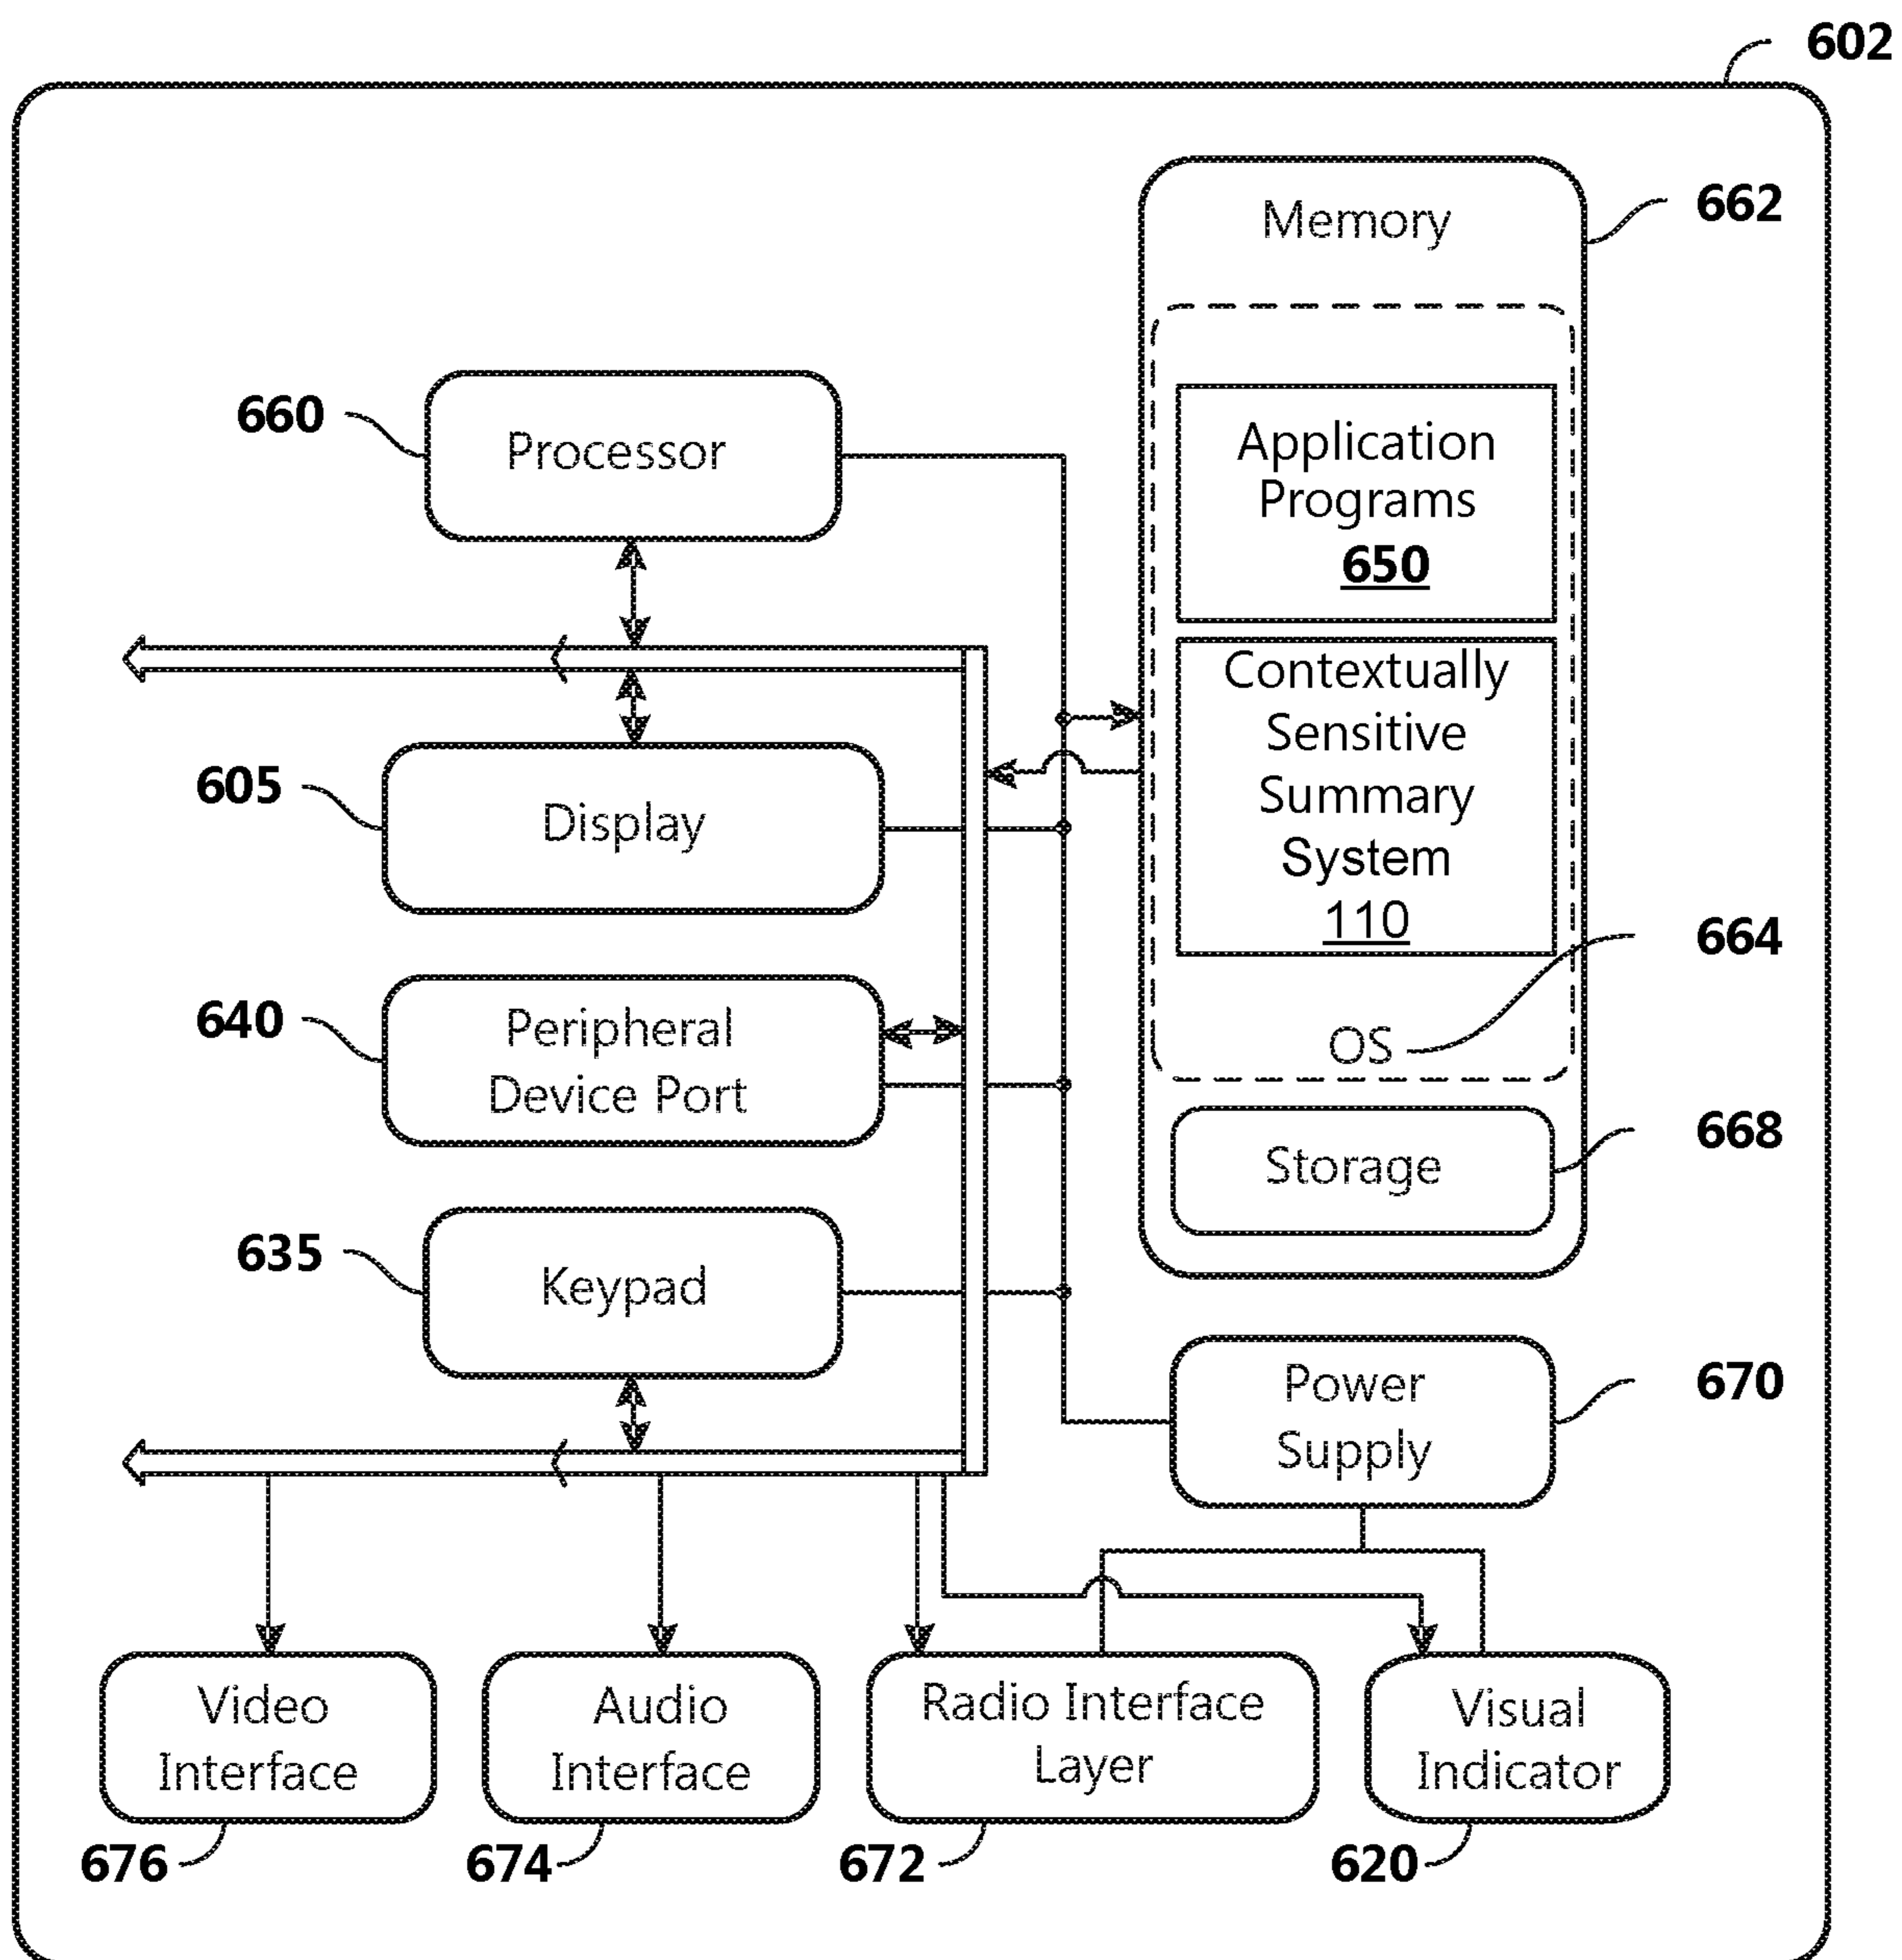 602
Memory
662
Application
Programs
650
660
Processor
Contextually
Sensitive
Summary
System
110
605
Display
664
640
Peripheral
Device Port
OS
668
Storage
635
Keypad
Power
Supply
670
Video
Interface
Audio
Interface
Radio Interface
Layer
Visual
Indicator
676
674
672
620